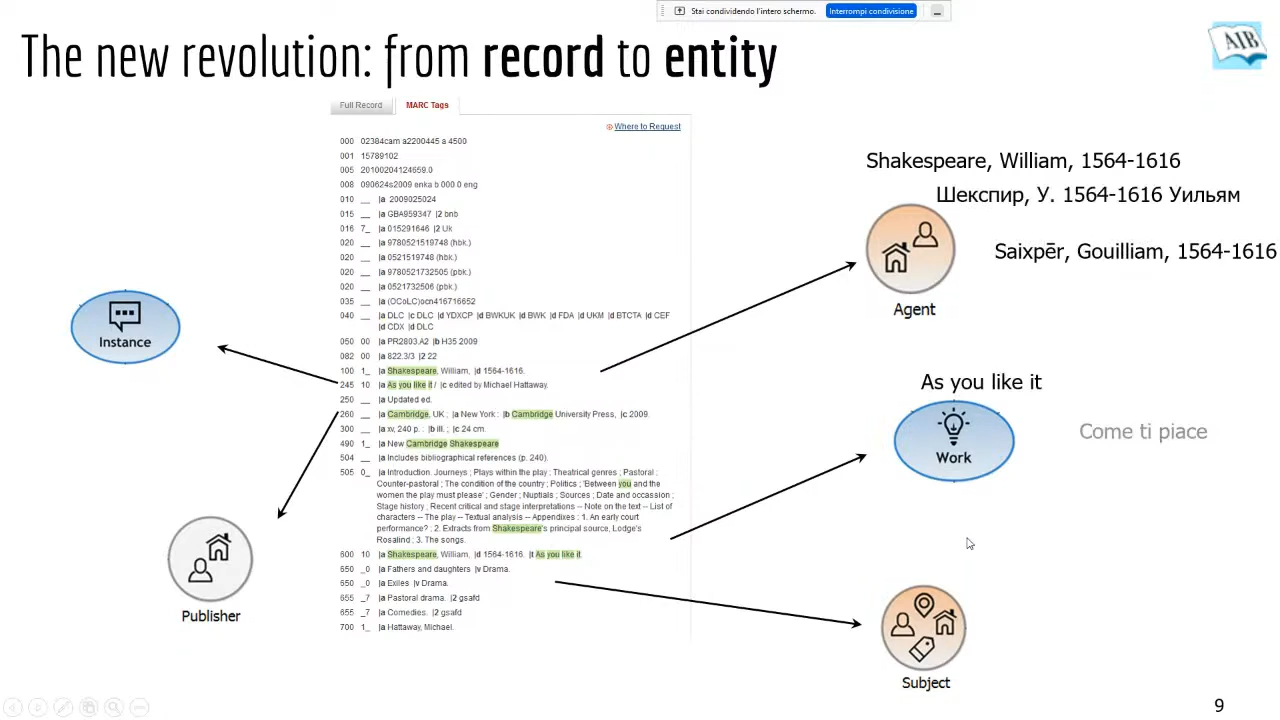 Stai condividendo l'intero schermo. Interrompi condivisione
The new revolution: from record to entity
AIB
Full Record MARC Tags
Where to Request
000 02384cam a2200445 a 4500
001 15789102
005 20100204124659.0
008 090624s2009 enka b 000 0 eng
010 __ |a 2009025024
015 __ |a GBA959347 |2 bnb
016 7_ |a 015291646 |2 Uk
020 __ |a 9780521519748 (hbk.)
020 __ |a 0521519748 (hbk.)
020 __ |a 9780521732505 (pbk.)
020 __ |a 0521732506 (pbk.)
035 __ |a (OCoLC)ocn416716652
040 __ |a DLC |c DLC |d YDXCP |d BWKUK |d BWK |d FDA |d UKM |d BTCTA |d CEF
|d CDX |d DLC
050 00 |a PR2803.A2 |b H35 2009
082 00 |a 822.3/3 |2 22
100 1_ |a Shakespeare, William, |d 1564-1616.
245 10 |a As you like it / |c edited by Michael Hattaway.
250 __ |a Updated ed.
260 __ |a Cambridge, UK ; |a New York : |b Cambridge University Press, |c 2009.
300 __ |a xv, 240 p. : |b ill. ; |c 24 cm.
490 1_ |a New Cambridge Shakespeare
504 __ |a Includes bibliographical references (p. 240).
505 0_ |a Introduction. Journeys ; Plays within the play ; Theatrical genres ; Pastoral ;
Counter-pastoral ; The condition of the country ; Politics ; 'Between you and the
women the play must please' ; Gender ; Nuptials ; Sources ; Date and occassion ;
Stage history ; Recent critical and stage interpretations -- Note on the text -- List of
characters -- The play -- Textual analysis -- Appendixes : 1. An early court
performance? ; 2. Extracts from Shakespeare's principal source, Lodge's
Rosalind ; 3. The songs.
600 10 |a Shakespeare, William, |d 1564-1616. |t As you like it.
650 _0 |a Fathers and daughters |v Drama.
650 _0 |a Exiles |v Drama.
655 _7 |a Pastoral drama. |2 gsafd
655 _7 |a Comedies. |2 gsafd
700 1_ |a Hattaway, Michael.
Instance
Publisher
Shakespeare, William, 1564-1616
Шекспир, У. 1564-1616 Уильям
Saixpēr, Gouilliam, 1564-1616
Agent
As you like it
Work
Come ti piace
Subject
9